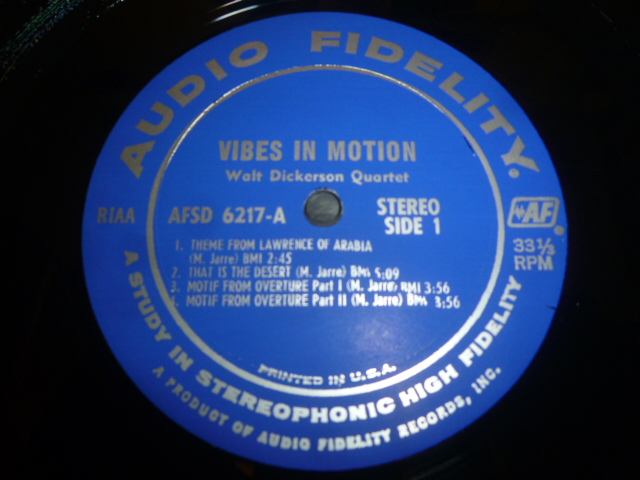 AUDIO FIDELITY®
VIBES IN MOTION
Walt Dickerson Quartet
RIAA
AFSD 6217-A
STEREO
SIDE 1
AF
®
33 1/3
RPM
1. THEME FROM LAWRENCE OF ARABIA
(M. Jarre) BMI 2:45
2. THAT IS THE DESERT (M. Jarre) BMI 5:09
3. MOTIF FROM OVERTURE Part I (M. Jarre) BMI 3:56
4. MOTIF FROM OVERTURE Part II (M. Jarre) BMI 3:56
PRINTED IN U.S.A.
A STUDY IN STEREOPHONIC HIGH FIDELITY
A PRODUCT OF AUDIO FIDELITY RECORDS, INC.